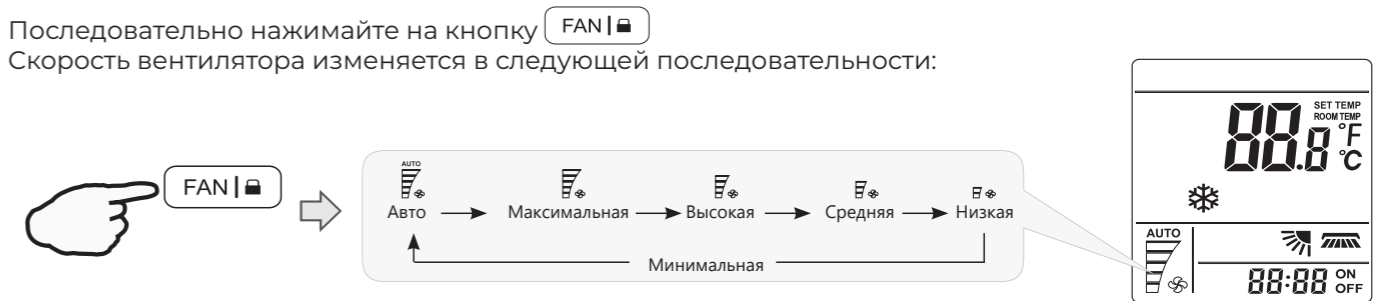 Последовательно нажимайте на кнопку FAN|
Скорость вентилятора изменяется в следующей последовательности:
FAN|
AUTO
Авто Максимальная Высокая Средняя Низкая
Минимальная
88.8 SET TEMP
ROOM TEMP
°F
°C
AUTO
88:88 ON
OFF